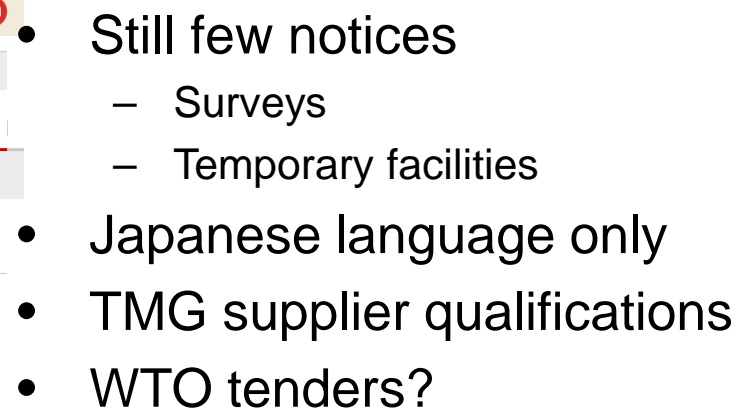 • Still few notices
– Surveys
– Temporary facilities
• Japanese language only
• TMG supplier qualifications
• WTO tenders?